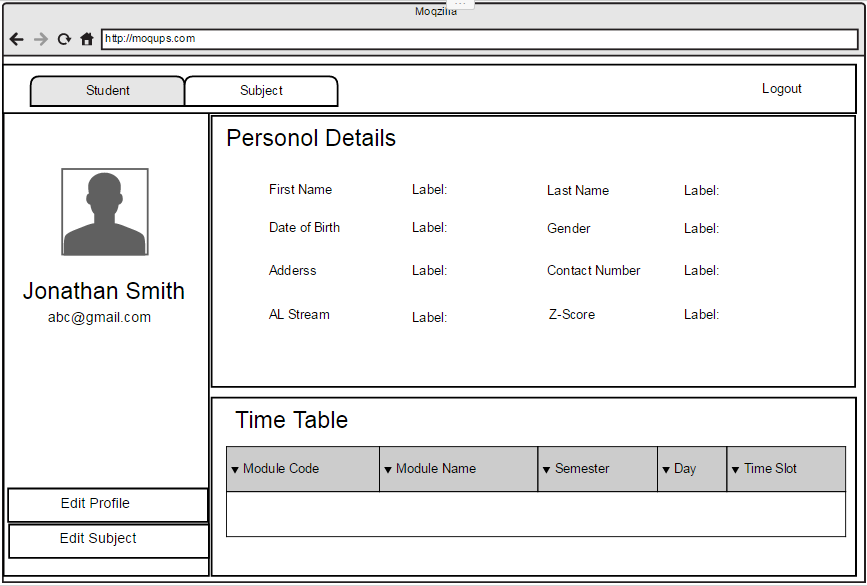 Moqzilla
http://moqups.com
Student Subject Logout
Personol Details
First Name Label: Last Name Label:
Date of Birth Label: Gender Label:
Adderss Label: Contact Number Label:
AL Stream Label: Z-Score Label:
Jonathan Smith
abc@gmail.com
Edit Profile
Edit Subject
Time Table
Module Code Module Name Semester Day Time Slot